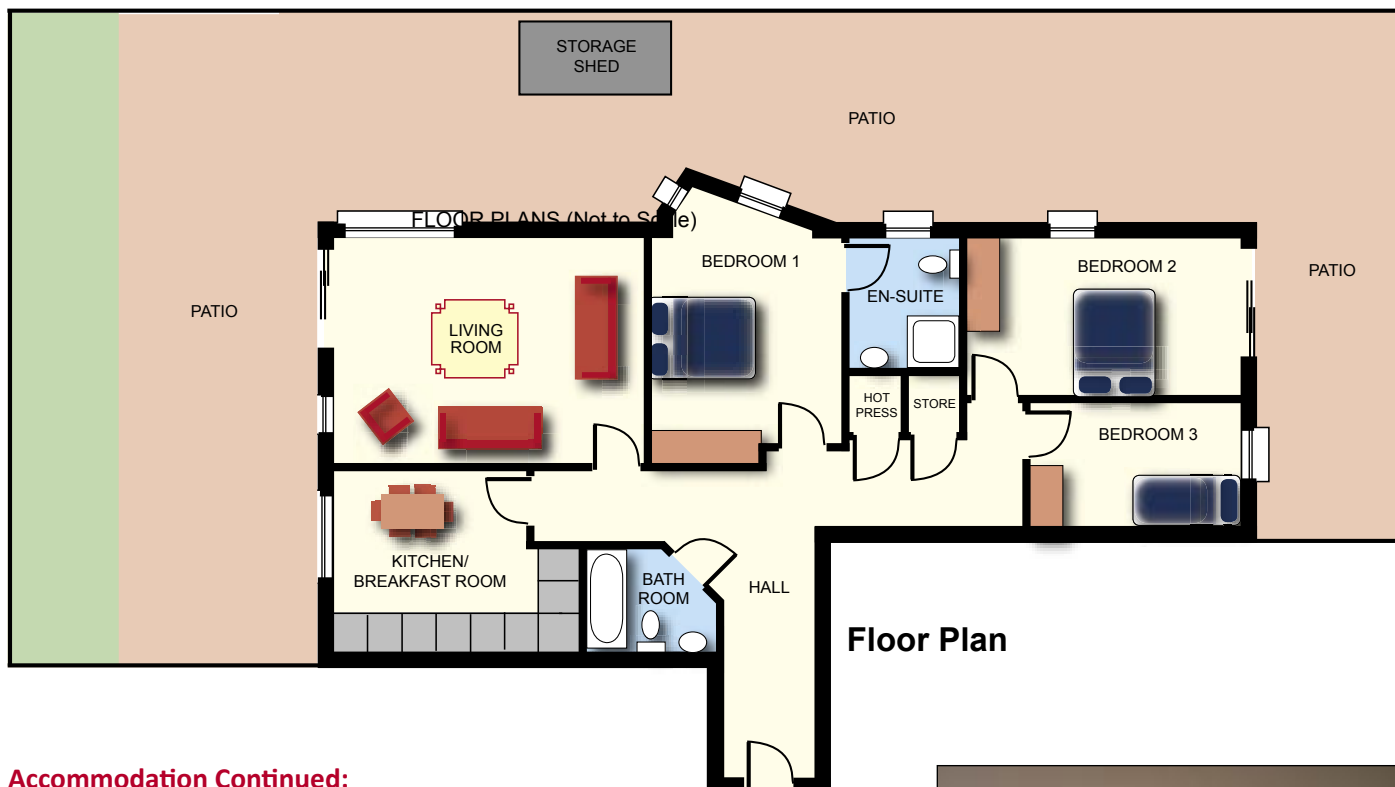 STORAGE
SHED
PATIO
FLOOR PLANS (Not to Scale)
BEDROOM 1
BEDROOM 2
PATIO
EN-SUITE
PATIO
LIVING
ROOM
HOT
PRESS
STORE
BEDROOM 3
KITCHEN/
BREAKFAST ROOM
BATH
ROOM
HALL
Floor Plan
Accommodation Continued: